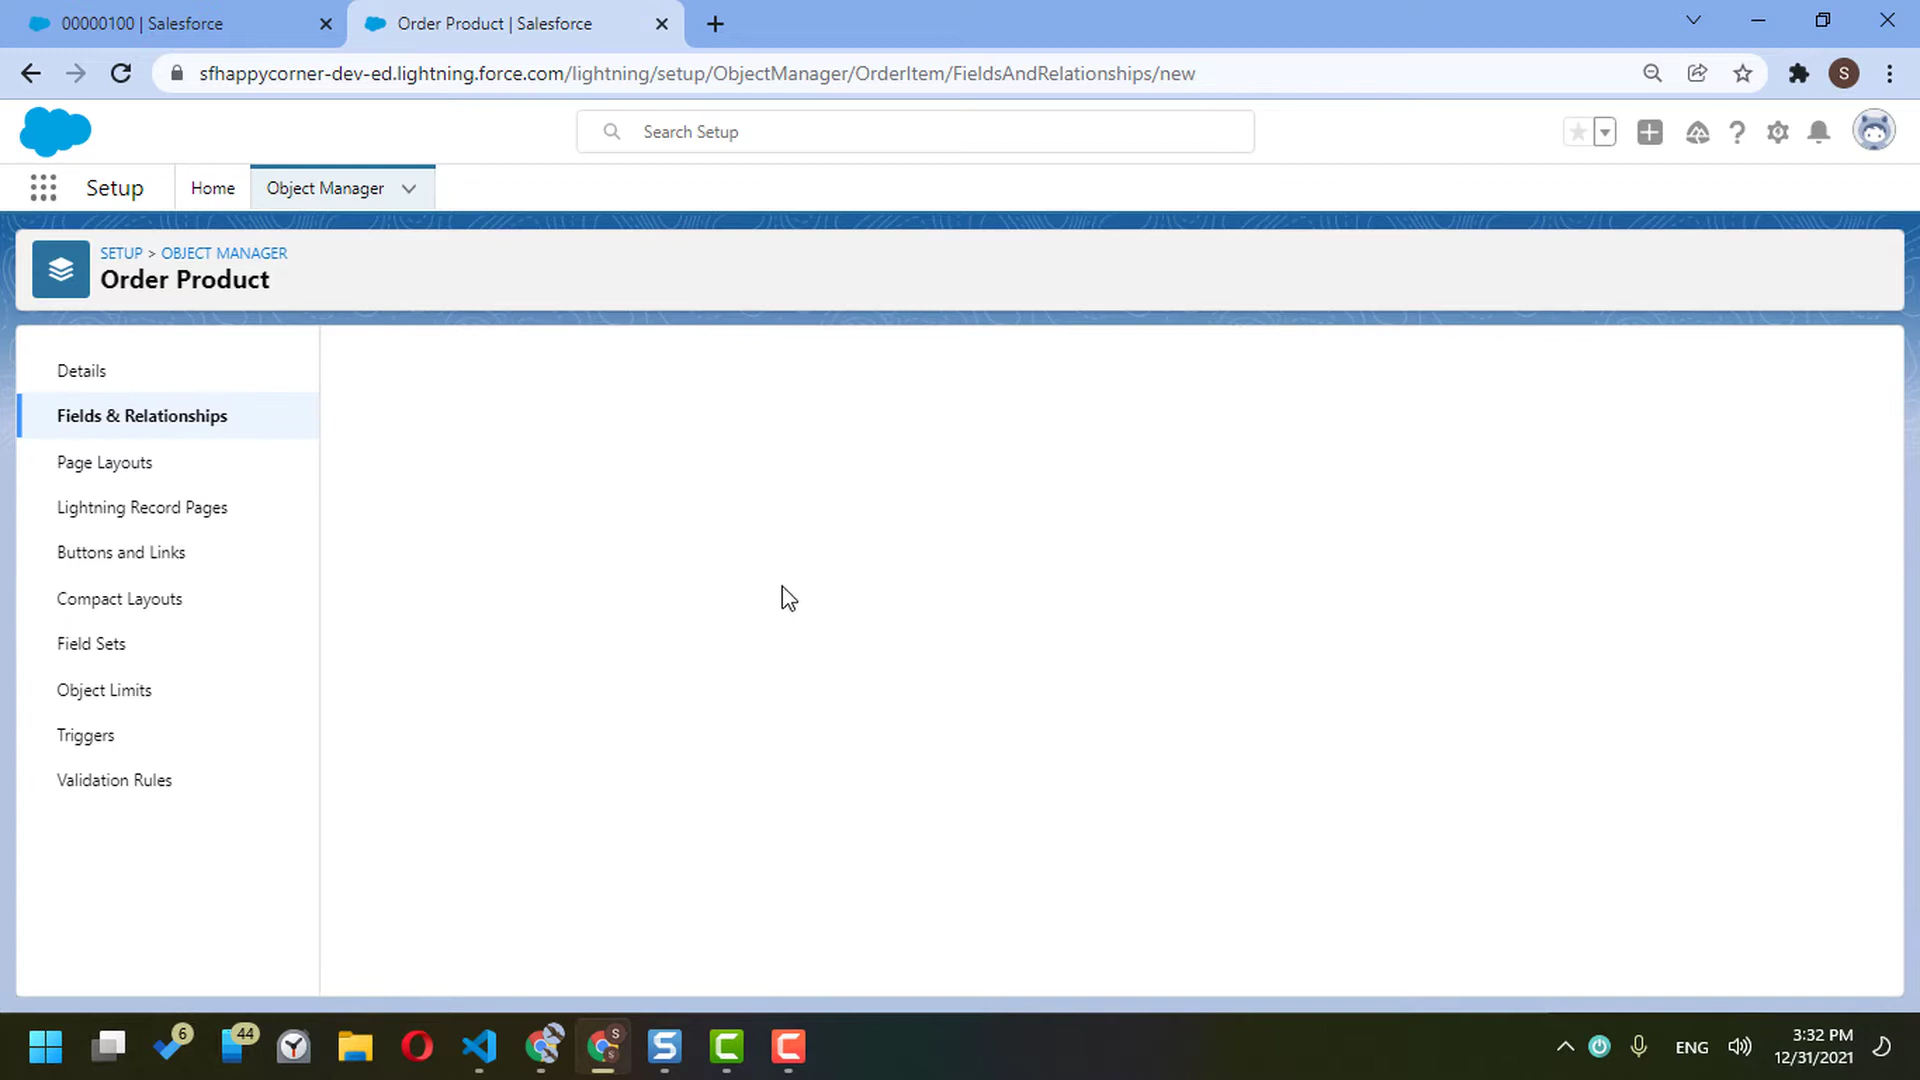 00000100 | Salesforce
Order Product | Salesforce
sfhappycorner-dev-ed.lightning.force.com/lightning/setup/ObjectManager/OrderItem/FieldsAndRelationships/new
S
Search Setup
Setup
Home
Object Manager
SETUP > OBJECT MANAGER
Order Product
Details
Fields & Relationships
Page Layouts
Lightning Record Pages
Buttons and Links
Compact Layouts
Field Sets
Object Limits
Triggers
Validation Rules
6
44
S
S
S
C
C
ENG
3:32 PM
12/31/2021